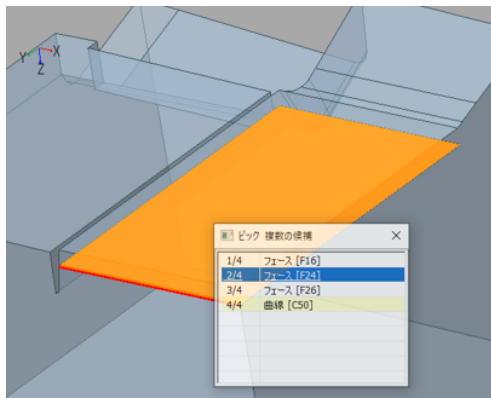 Y X
Z
ピック 複数の候補
1/4 フェース [F16]
2/4 フェース [F24]
3/4 フェース [F26]
4/4 曲線 [C50]